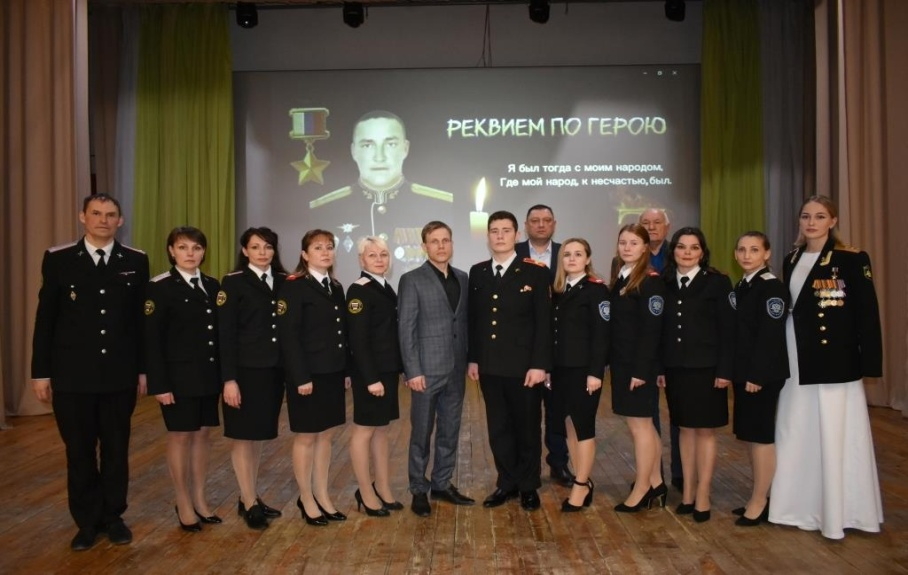 РЕКВИЕМ ПО ГЕРОЮ
Я был тогда с моим народом,
Где мой народ, к несчастью, был.